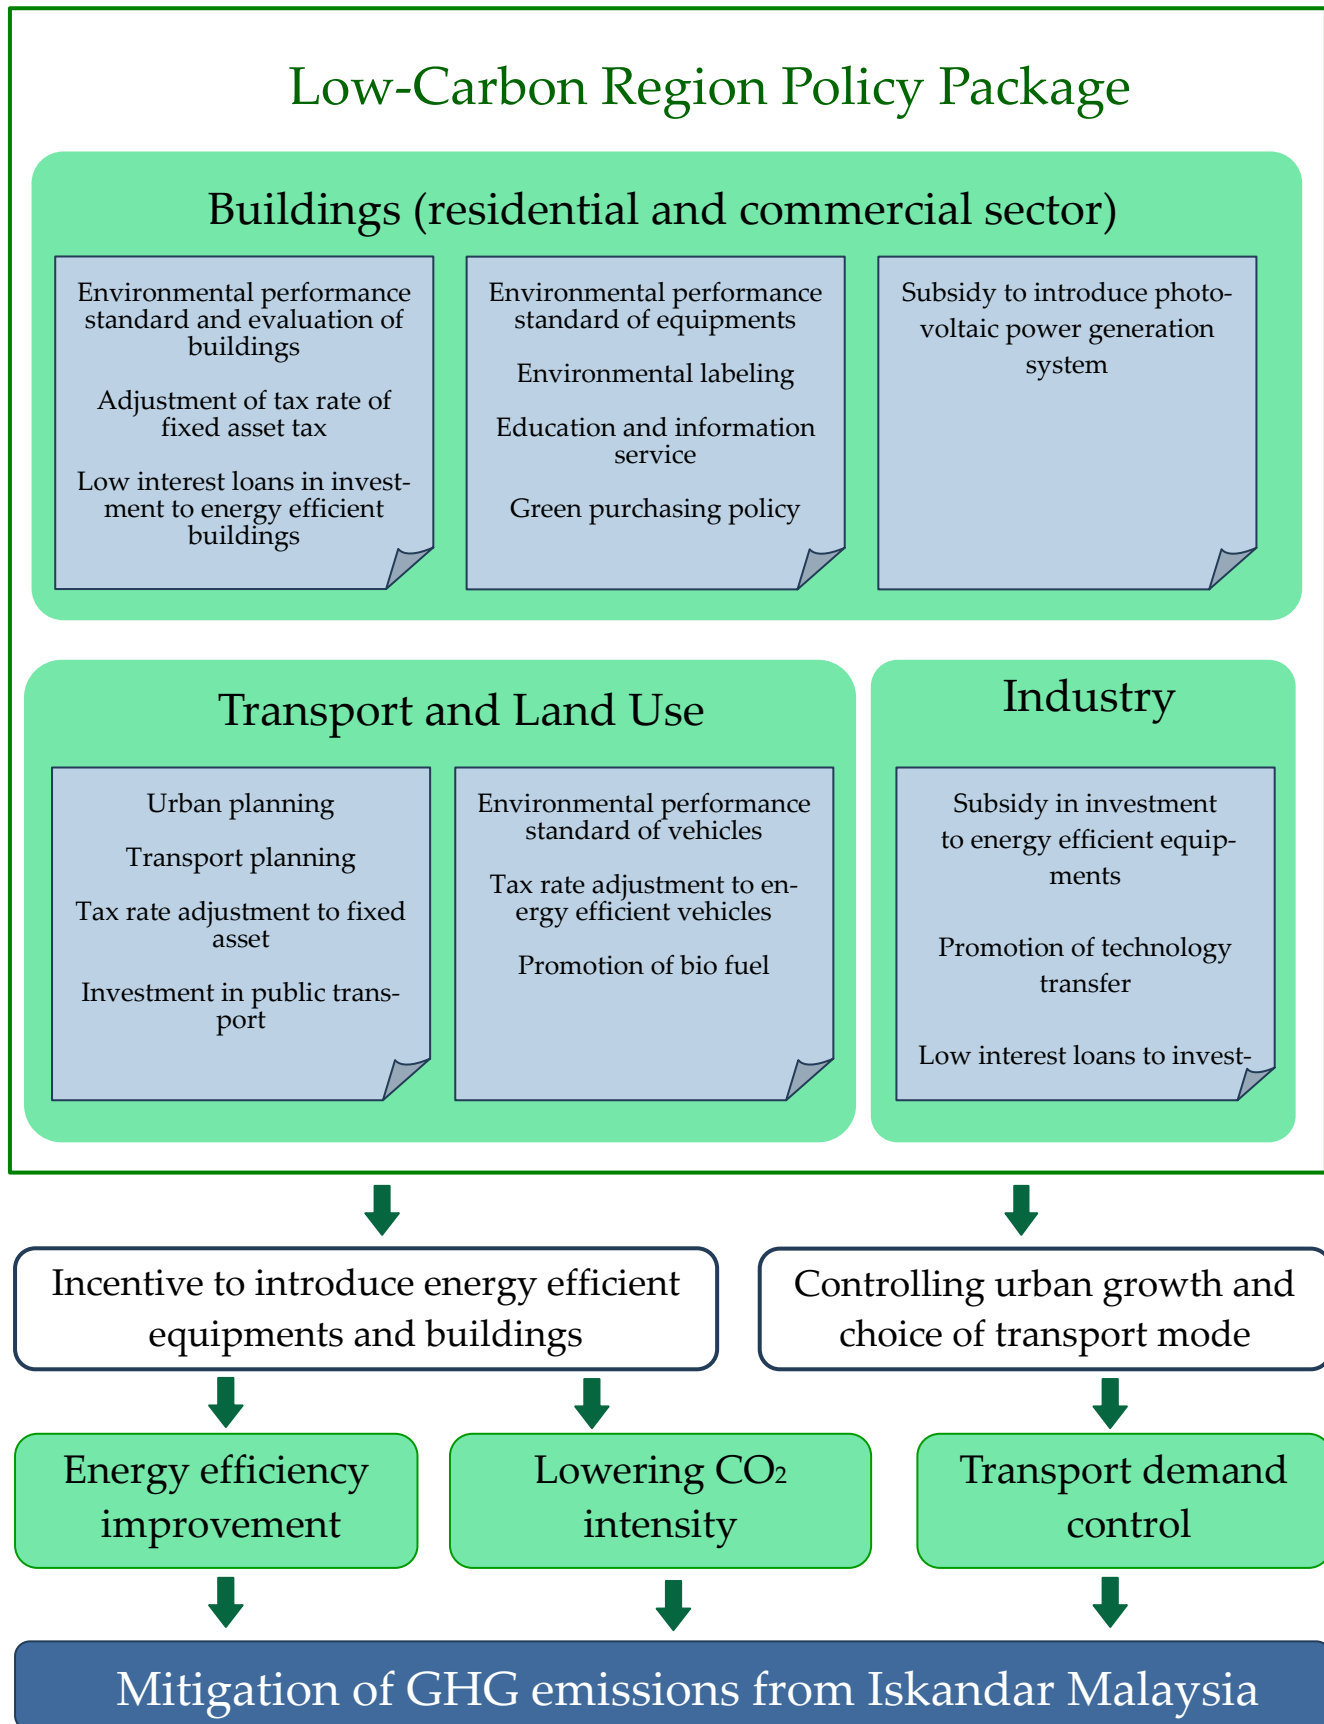 Low-Carbon Region Policy Package
Buildings (residential and commercial sector)
Environmental performance
standard and evaluation of
buildings
Adjustment of tax rate of
fixed asset tax
Low interest loans in invest-
ment to energy efficient
buildings
Environmental performance
standard of equipments
Environmental labeling
Education and information
service
Green purchasing policy
Subsidy to introduce photo-
voltaic power generation
system
Transport and Land Use
Urban planning
Transport planning
Tax rate adjustment to fixed
asset
Investment in public trans-
port
Environmental performance
standard of vehicles
Tax rate adjustment to en-
ergy efficient vehicles
Promotion of bio fuel
Industry
Subsidy in investment
to energy efficient equip-
ments
Promotion of technology
transfer
Low interest loans to invest-
Incentive to introduce energy efficient
equipments and buildings
Controlling urban growth and
choice of transport mode
Energy efficiency
improvement
Lowering CO₂
intensity
Transport demand
control
Mitigation of GHG emissions from Iskandar Malaysia